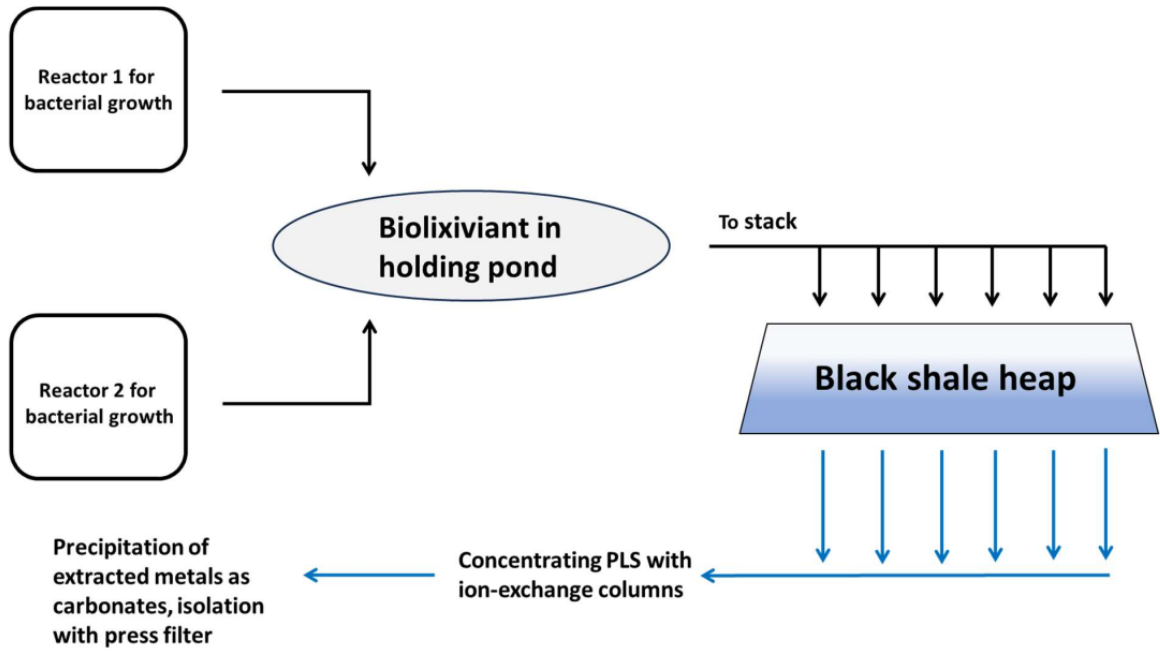 Reactor 1 for
bacterial growth
Biolixiviant in
holding pond
To stack
Reactor 2 for
bacterial growth
Black shale heap
Precipitation of
extracted metals as
carbonates, isolation
with press filter
Concentrating PLS with
ion-exchange columns